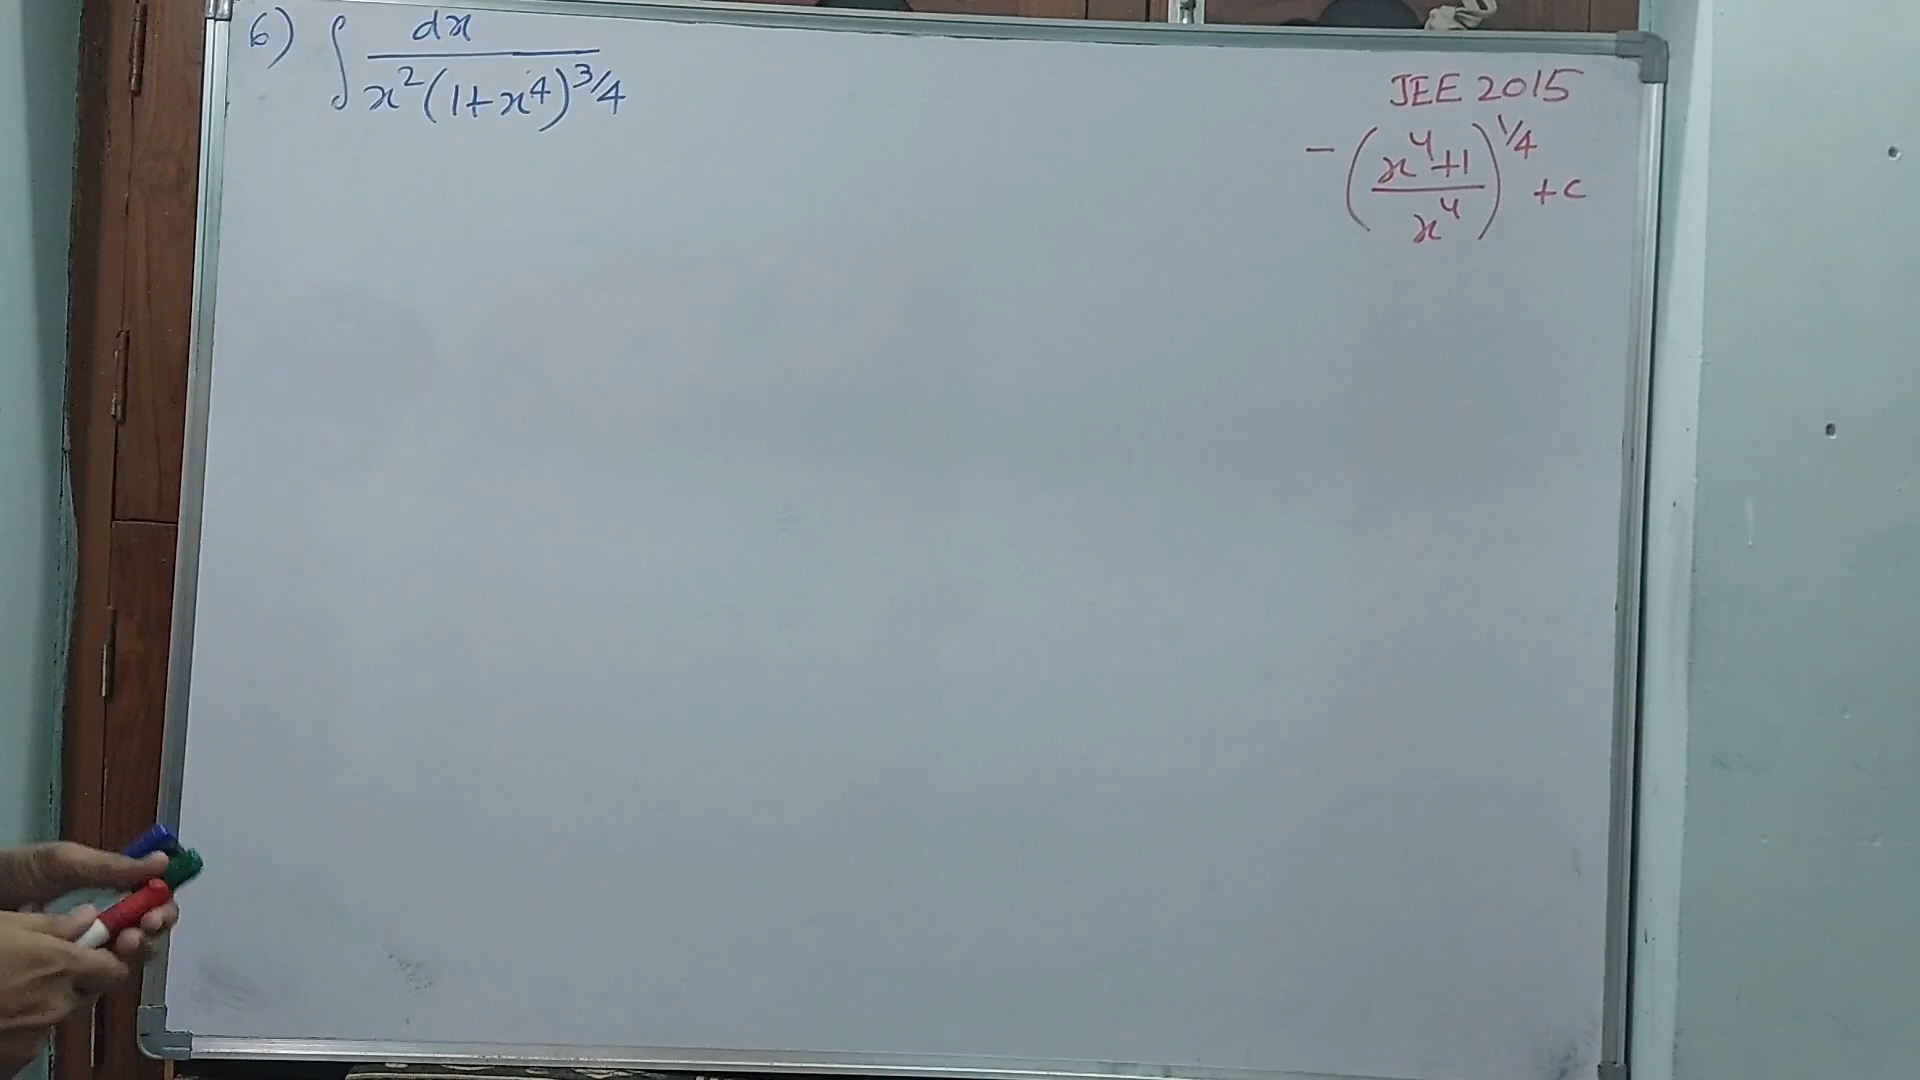 6) ∫ dx / x²(1+x⁴)^3/4
JEE 2015
-(x⁴+1 / x⁴)^1/4 +c